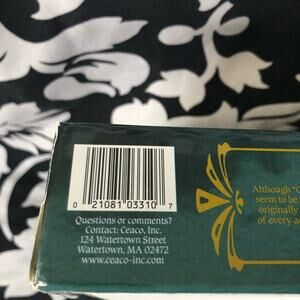 0 21081 03310 7
Questions or comments?
Contact: Ceaco, Inc.
124 Watertown Street
Watertown, MA 02472
www.ceaco-inc.com
Although "
seem to be
originally
of every a